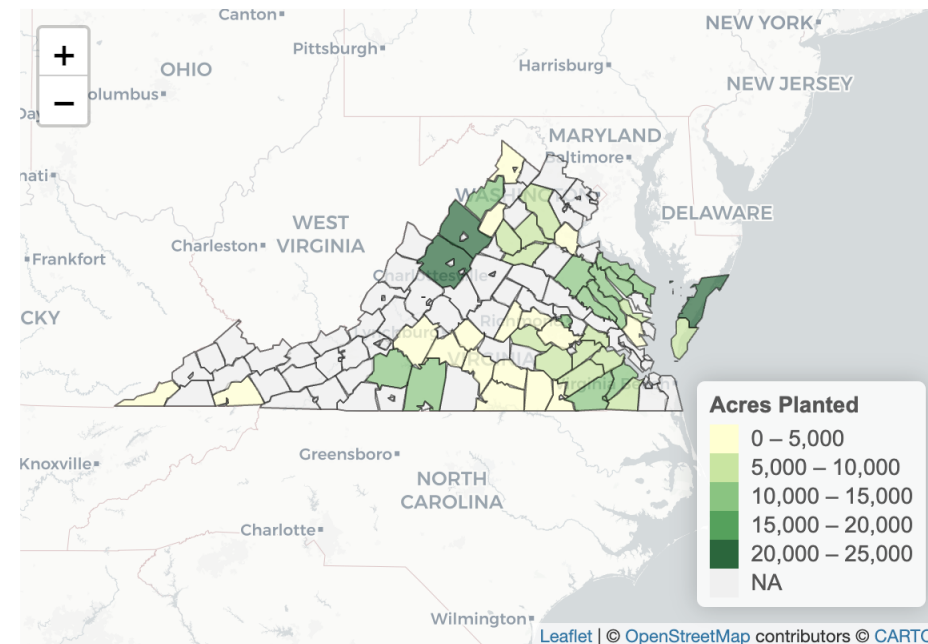 Canton
NEW YORK
Pittsburgh
OHIO
Harrisburg
NEW JERSEY
olumbus
MARYLAND
Baltimore
nati
WASHINGTON
DELAWARE
WEST
VIRGINIA
Charleston
Frankfort
Charlottesville
CKY
Richmond
Lynchburg
VIRGINIA
Virginia Beach
Knoxville
Greensboro
NORTH
CAROLINA
Charlotte
Wilmington
+
−
Acres Planted
0 – 5,000
5,000 – 10,000
10,000 – 15,000
15,000 – 20,000
20,000 – 25,000
NA
Leaflet | © OpenStreetMap contributors © CARTO